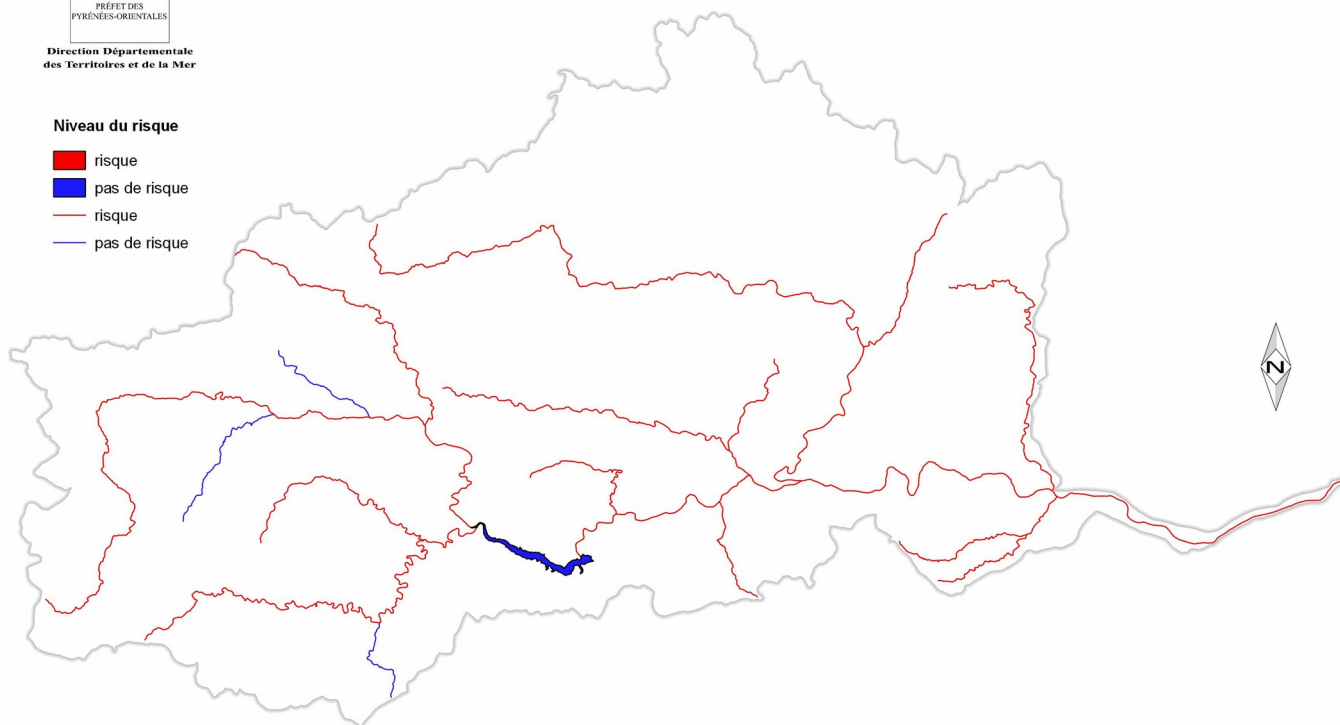 PRÉFET DES
PYRÉNÉES-ORIENTALES
Direction Départementale
des Territoires et de la Mer
Niveau du risque
risque
pas de risque
risque
pas de risque
N